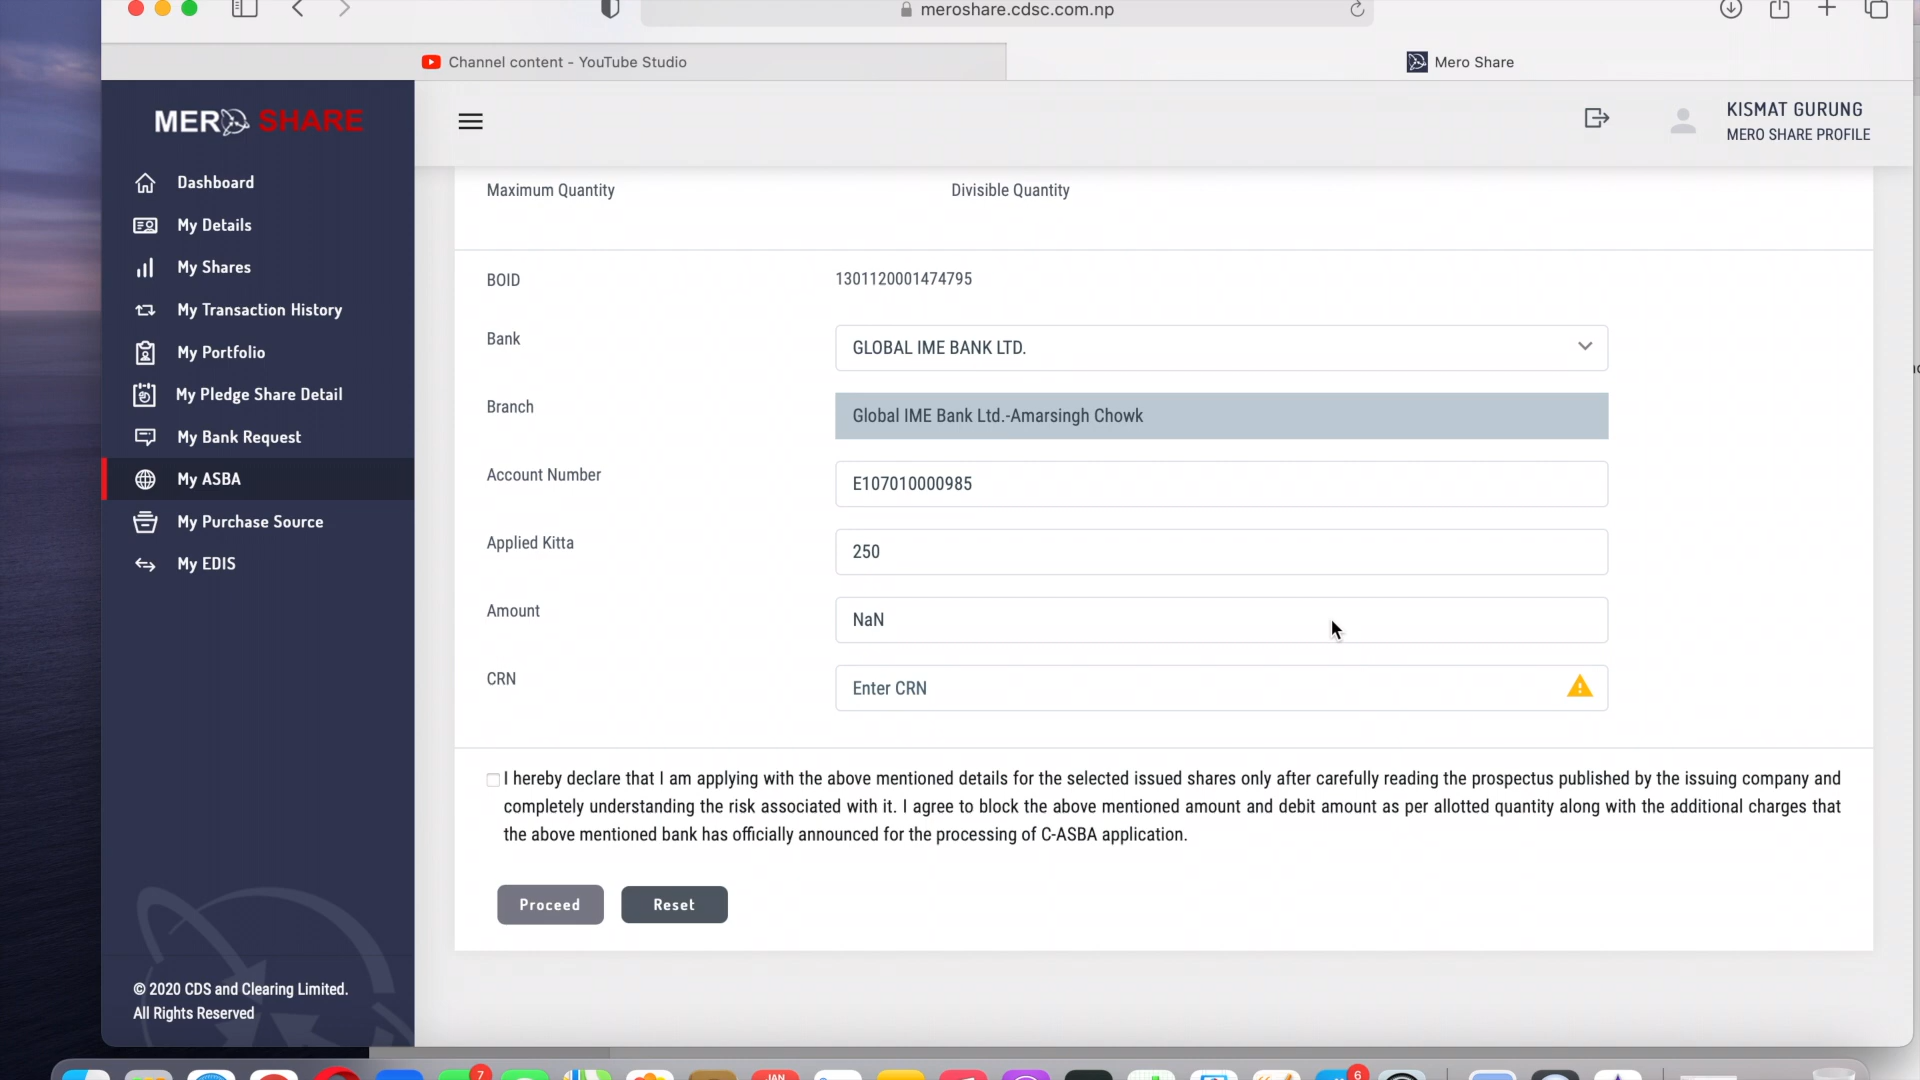 meroshare.cdsc.com.np
Channel content - YouTube Studio
Mero Share
MERO SHARE
KISMAT GURUNG
MERO SHARE PROFILE
Dashboard
My Details
My Shares
My Transaction History
My Portfolio
My Pledge Share Detail
My Bank Request
My ASBA
My Purchase Source
My EDIS
© 2020 CDS and Clearing Limited.
All Rights Reserved
Maximum Quantity
Divisible Quantity
BOID
1301120001474795
Bank
GLOBAL IME BANK LTD.
Branch
Global IME Bank Ltd.-Amarsingh Chowk
Account Number
E107010000985
Applied Kitta
250
Amount
NaN
CRN
Enter CRN
I hereby declare that I am applying with the above mentioned details for the selected issued shares only after carefully reading the prospectus published by the issuing company and
completely understanding the risk associated with it. I agree to block the above mentioned amount and debit amount as per allotted quantity along with the additional charges that
the above mentioned bank has officially announced for the processing of C-ASBA application.
Proceed
Reset
7
JAN
6